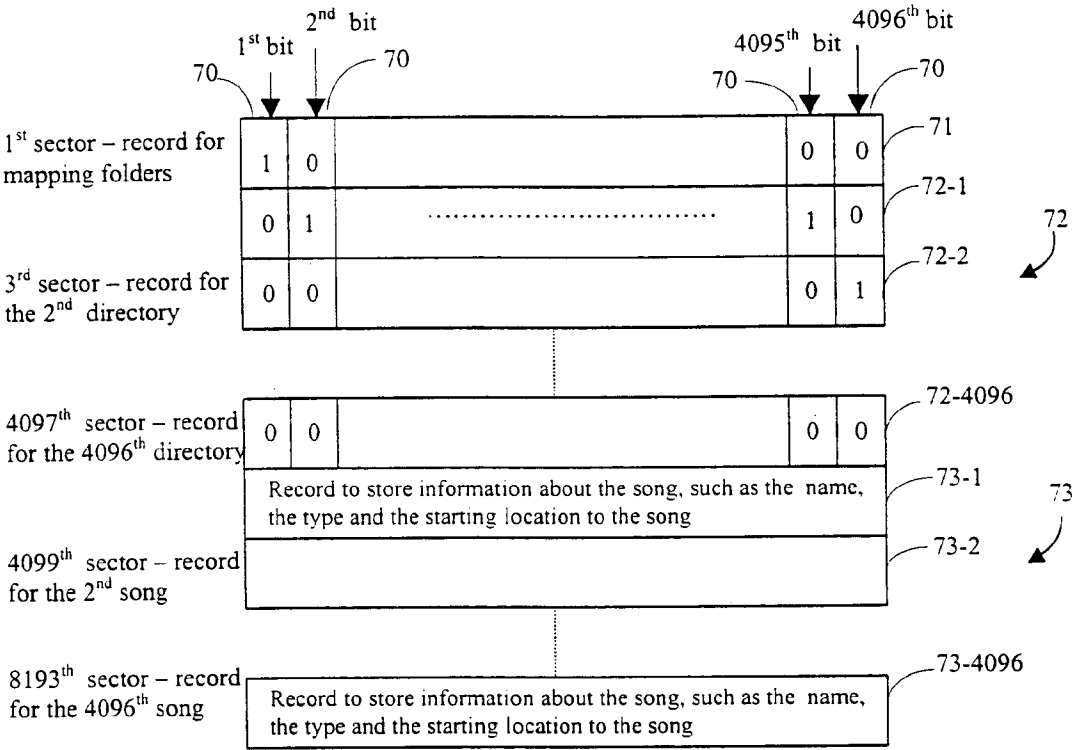 1st bit
2nd bit
4095th bit
4096th bit
70
70
70
70
1st sector – record for
mapping folders
1 0 0 0
71
0 1 ........................................ 1 0
72-1
72
3rd sector – record for
the 2nd directory
0 0 0 1
72-2
4097th sector – record
for the 4096th directory
0 0 0 0
72-4096
Record to store information about the song, such as the name,
the type and the starting location to the song
73-1
73
4099th sector – record
for the 2nd song
73-2
8193th sector – record
for the 4096th song
Record to store information about the song, such as the name,
the type and the starting location to the song
73-4096